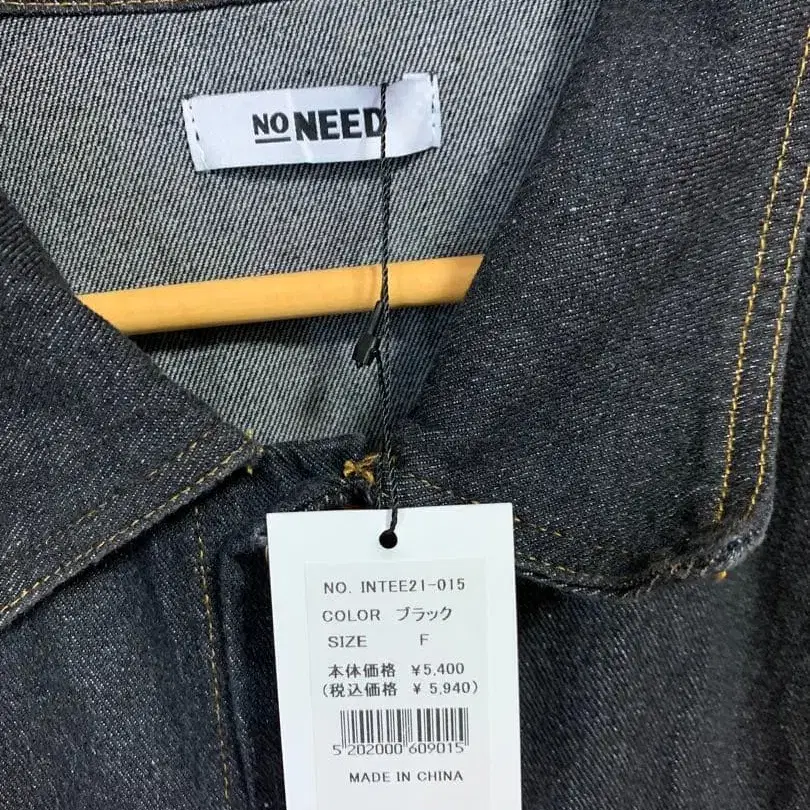 NO NEED
NO. INTEE21-015
COLOR ブラック
SIZE F
本体価格 ¥5,400
(税込価格 ¥ 5,940)
5 202000 609015
MADE IN CHINA